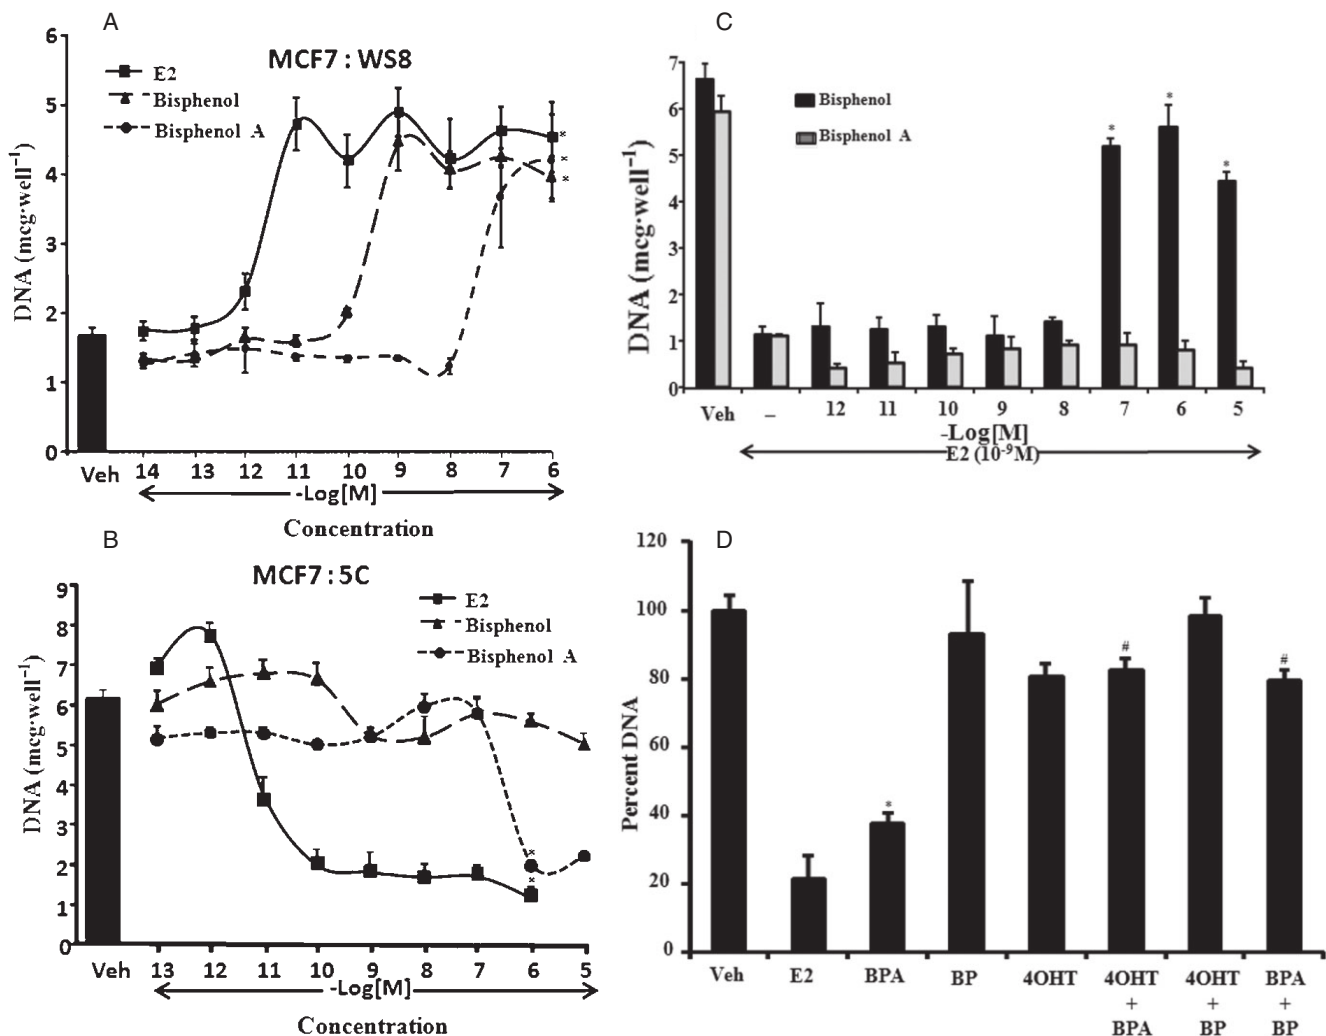 A
MCF7 : WS8
E2
Bisphenol
Bisphenol A
DNA (mcg·well⁻¹)
6
5
4
3
2
1
0
*
*
*
Veh 14 13 12 11 10 9 8 7 6
-Log[M]
Concentration
B
MCF7 : 5C
E2
Bisphenol
Bisphenol A
DNA (mcg·well⁻¹)
9
8
7
6
5
4
3
2
1
0
*
*
Veh 13 12 11 10 9 8 7 6 5
-Log[M]
Concentration
C
Bisphenol
Bisphenol A
DNA (mcg·well⁻¹)
7
6
5
4
3
2
1
0
* * *
Veh – 12 11 10 9 8 7 6 5
-Log[M]
E2 (10⁻⁹M)
D
Percent DNA
120
100
80
60
40
20
0
* # #
Veh E2 BPA BP 4OHT 4OHT 4OHT BPA
+ + +
BPA BP BP